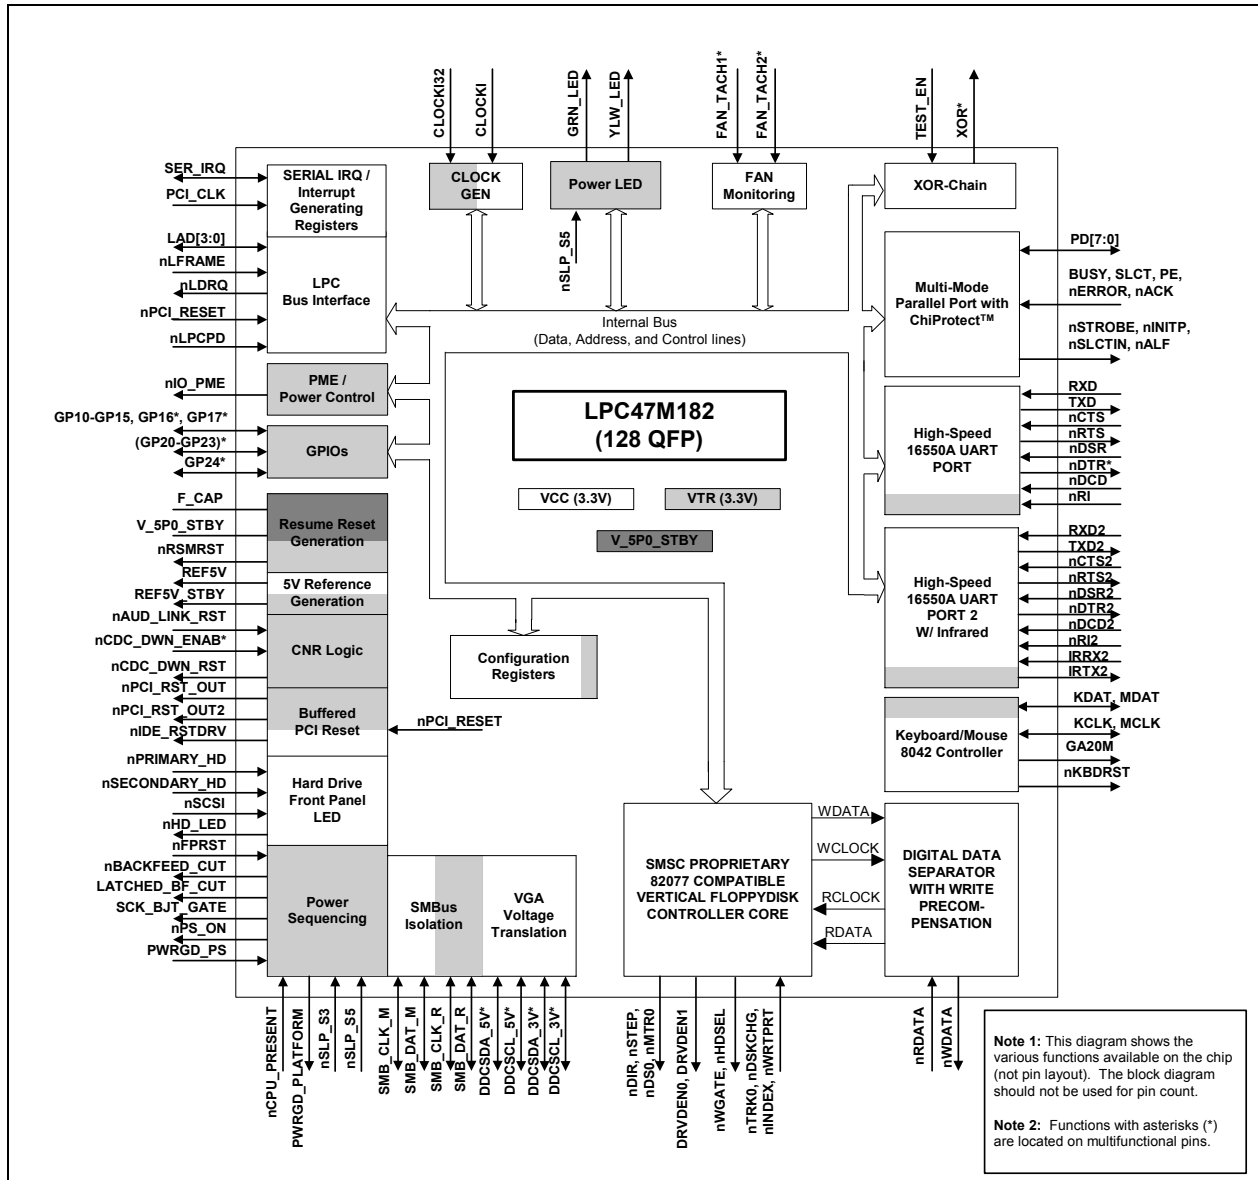 CLOCKI32
CLOCKI
GRN_LED
YLW_LED
FAN_TACH1*
FAN_TACH2*
TEST_EN
XOR*
SER_IRQ
PCI_CLK
LAD[3:0]
nLFRAME
nLDRQ
nPCI_RESET
nLPCPD
nIO_PME
GP10-GP15, GP16*, GP17*
(GP20-GP23)*
GP24*
F_CAP
V_5P0_STBY
nRSMRST
REF5V
REF5V_STBY
nAUD_LINK_RST
nCDC_DWN_ENAB*
nCDC_DWN_RST
nPCI_RST_OUT
nPCI_RST_OUT2
nIDE_RSTDRV
nPRIMARY_HD
nSECONDARY_HD
nSCSI
nHD_LED
nFPRST
nBACKFEED_CUT
LATCHED_BF_CUT
SCK_BJT_GATE
nPS_ON
PWRGD_PS
SERIAL IRQ /
Interrupt
Generating
Registers
LPC
Bus Interface
PME /
Power Control
GPIOs
Resume Reset
Generation
5V Reference
Generation
CNR Logic
Buffered
PCI Reset
nPCI_RESET
Hard Drive
Front Panel
LED
Power
Sequencing
SMBus
Isolation
VGA
Voltage
Translation
CLOCK
GEN
Power LED
nSLP_S5
FAN
Monitoring
XOR-Chain
Internal Bus
(Data, Address, and Control lines)
LPC47M182
(128 QFP)
VCC (3.3V)
VTR (3.3V)
V_5P0_STBY
Configuration
Registers
Multi-Mode
Parallel Port with
ChiProtect™
High-Speed
16550A UART
PORT
High-Speed
16550A UART
PORT 2
W/ Infrared
Keyboard/Mouse
8042 Controller
SMSC PROPRIETARY
82077 COMPATIBLE
VERTICAL FLOPPYDISK
CONTROLLER CORE
WDATA
WCLOCK
RCLOCK
RDATA
DIGITAL DATA
SEPARATOR
WITH WRITE
PRECOM-
PENSATION
PD[7:0]
BUSY, SLCT, PE,
nERROR, nACK
nSTROBE, nINITP,
nSLCTIN, nALF
RXD
TXD
nCTS
nRTS
nDSR
nDTR*
nDCD
nRI
RXD2
TXD2
nCTS2
nRTS2
nDSR2
nDTR2
nDCD2
nRI2
IRRX2
IRTX2
KDAT, MDAT
KCLK, MCLK
GA20M
nKBDRST
nCPU_PRESENT
PWRGD_PLATFORM
nSLP_S3
nSLP_S5
SMB_CLK_M
SMB_DAT_M
SMB_CLK_R
SMB_DAT_R
DDCSDA_5V*
DDCSCL_5V*
DDCSDA_3V*
DDCSCL_3V*
nDIR, nSTEP,
nDS0, nMTR0
DRVDEN0, DRVDEN1
nWGATE, nHDSEL
nTRK0, nDSKCHG,
nINDEX, nWRTPRT
nRDATA
nWDATA
Note 1: This diagram shows the
various functions available on the chip
(not pin layout). The block diagram
should not be used for pin count.
Note 2: Functions with asterisks (*)
are located on multifunctional pins.